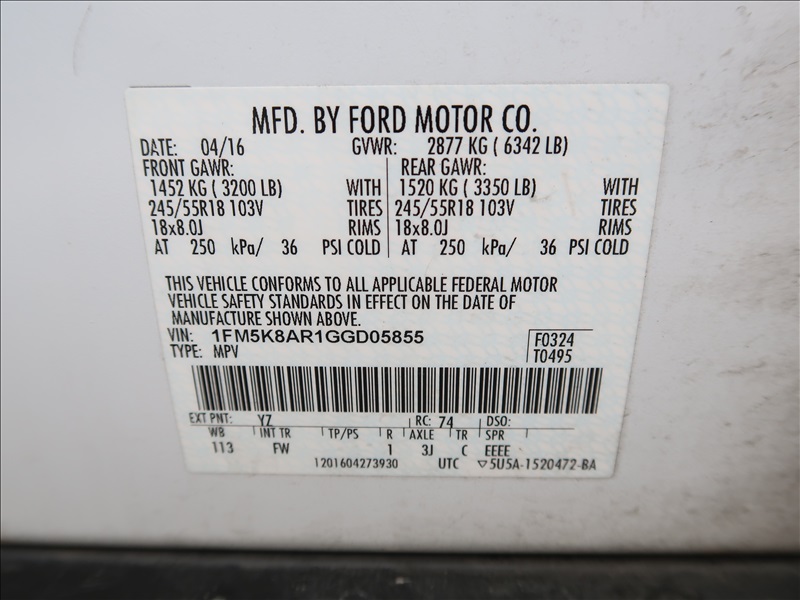 MFD. BY FORD MOTOR CO.
DATE: 04/16 GVWR: 2877 KG ( 6342 LB)
FRONT GAWR: REAR GAWR:
1452 KG ( 3200 LB) WITH 1520 KG ( 3350 LB) WITH
245/55R18 103V TIRES 245/55R18 103V TIRES
18x8.0J RIMS 18x8.0J RIMS
AT 250 kPa/ 36 PSI COLD AT 250 kPa/ 36 PSI COLD
THIS VEHICLE CONFORMS TO ALL APPLICABLE FEDERAL MOTOR
VEHICLE SAFETY STANDARDS IN EFFECT ON THE DATE OF
MANUFACTURE SHOWN ABOVE.
VIN: 1FM5K8AR1GGD05855 F0324
TYPE: MPV T0495
EXT PNT: YZ RC: 74 DSO:
WB INT TR TP/PS R AXLE TR SPR
113 FW 1 3J C EEEE
1201604273930 UTC ▽5U5A-1520472-BA